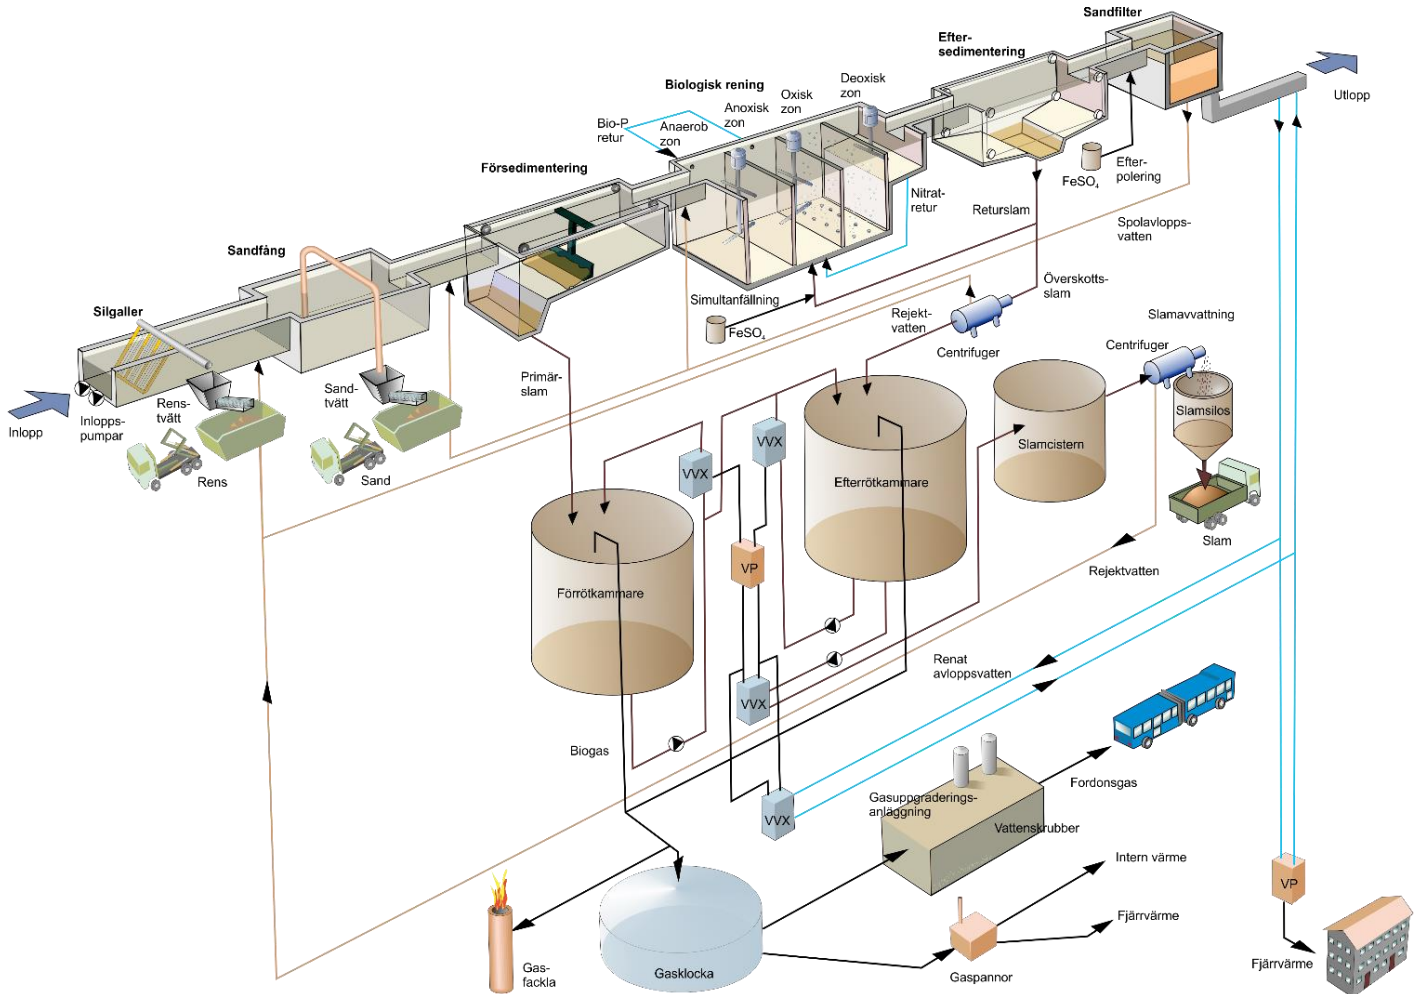 Sandfilter
Efter-
sedimentering
Utlopp
Biologisk rening
Deoxisk
zon
Oxisk
zon
Anoxisk
zon
Anaerob
zon
Bio-P
retur
Försedimentering
FeSO₄
Efter-
polering
Nitrat-
retur
Returslam
Spolavlopps-
vatten
Sandfång
Silgaller
Simultanfällning
FeSO₄
Överskotts-
slam
Rejekt-
vatten
Centrifuger
Slamavvattning
Centrifuger
Inlopp
Inlopps-
pumpar
Rens-
tvätt
Rens
Sand-
tvätt
Sand
Primär-
slam
VVX
VVX
Efterrötkammare
Slamcistern
Slamsilos
Slam
VP
Förrötkammare
Rejektvatten
VVX
Renat
avloppsvatten
Biogas
VVX
Gasuppgraderings-
anläggning
Vattenskrubber
Fordonsgas
Intern värme
Fjärrvärme
VP
Gas-
fackla
Gasklocka
Gaspannor
Fjärrvärme